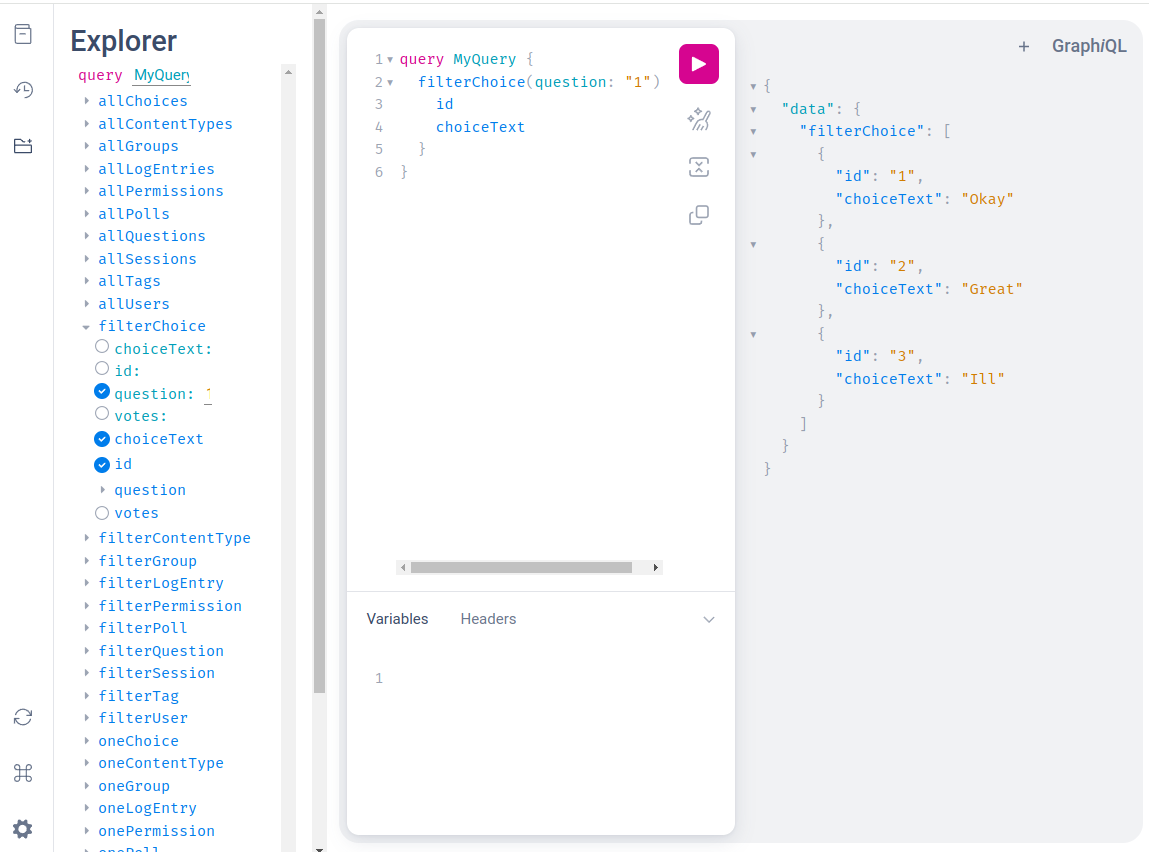 Explorer
query MyQuery
allChoices
allContentTypes
allGroups
allLogEntries
allPermissions
allPolls
allQuestions
allSessions
allTags
allUsers
filterChoice
choiceText:
id:
question: 1
votes:
choiceText
id
question
votes
filterContentType
filterGroup
filterLogEntry
filterPermission
filterPoll
filterQuestion
filterSession
filterTag
filterUser
oneChoice
oneContentType
oneGroup
oneLogEntry
onePermission
onePoll
1 query MyQuery {
2 filterChoice(question: "1")
3 id
4 choiceText
5 }
6 }
Variables Headers
1
+ GraphiQL
{
"data": {
"filterChoice": [
{
"id": "1",
"choiceText": "Okay"
},
{
"id": "2",
"choiceText": "Great"
},
{
"id": "3",
"choiceText": "Ill"
}
]
}
}